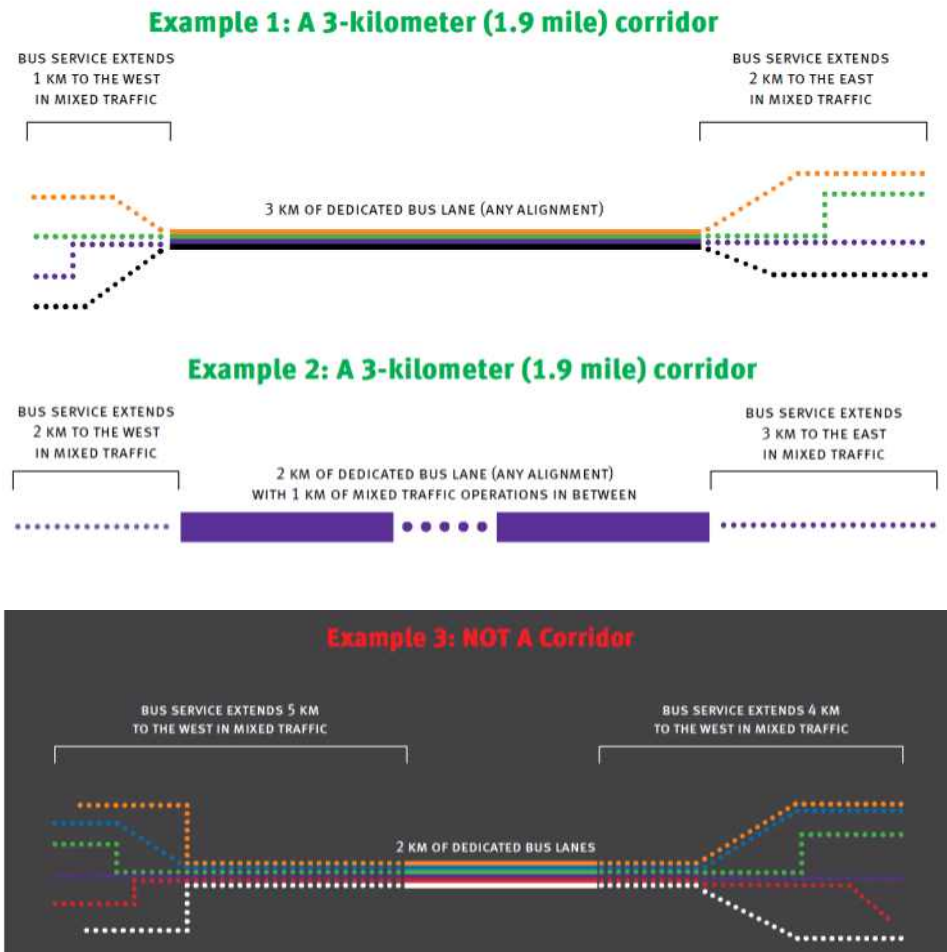 Example 1: A 3-kilometer (1.9 mile) corridor
BUS SERVICE EXTENDS
1 KM TO THE WEST
IN MIXED TRAFFIC
BUS SERVICE EXTENDS
2 KM TO THE EAST
IN MIXED TRAFFIC
3 KM OF DEDICATED BUS LANE (ANY ALIGNMENT)
Example 2: A 3-kilometer (1.9 mile) corridor
BUS SERVICE EXTENDS
2 KM TO THE WEST
IN MIXED TRAFFIC
BUS SERVICE EXTENDS
3 KM TO THE EAST
IN MIXED TRAFFIC
2 KM OF DEDICATED BUS LANE (ANY ALIGNMENT)
WITH 1 KM OF MIXED TRAFFIC OPERATIONS IN BETWEEN
Example 3: NOT A Corridor
BUS SERVICE EXTENDS 5 KM
TO THE WEST IN MIXED TRAFFIC
BUS SERVICE EXTENDS 4 KM
TO THE WEST IN MIXED TRAFFIC
2 KM OF DEDICATED BUS LANES